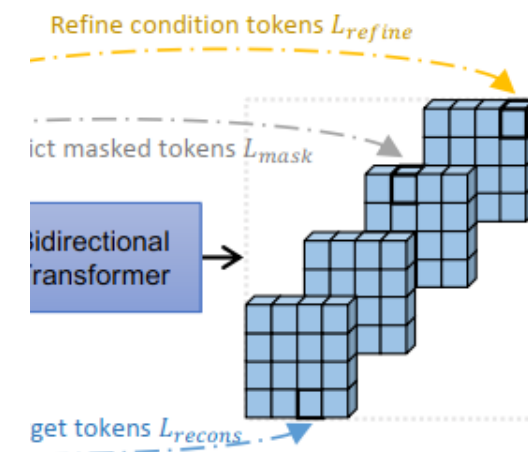 Refine condition tokens L_refine
ict masked tokens L_mask
Bidirectional
Transformer
get tokens L_recons